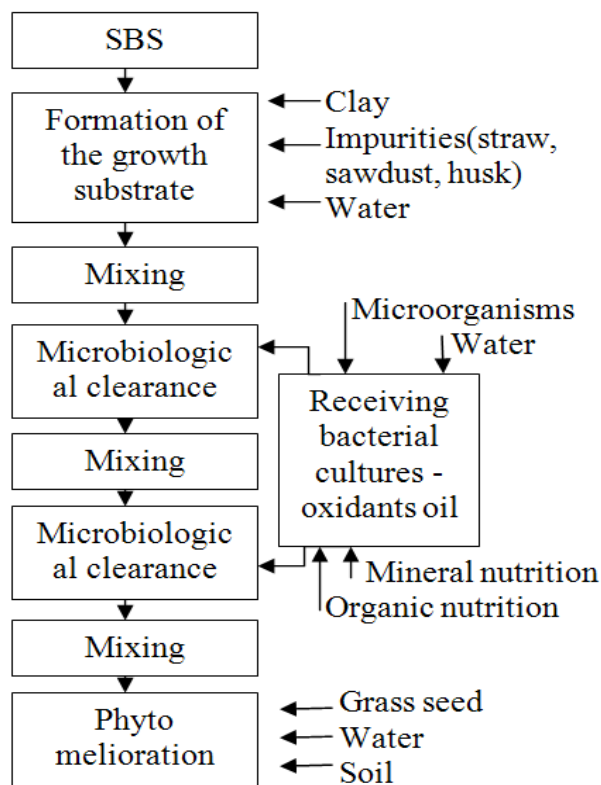 SBS
Formation of
the growth
substrate
Clay
Impurities(straw,
sawdust, husk)
Water
Mixing
Microbiologic
al clearance
Microorganisms
Water
Receiving
bacterial
cultures -
oxidants oil
Mixing
Microbiologic
al clearance
Mineral nutrition
Organic nutrition
Mixing
Phyto
melioration
Grass seed
Water
Soil